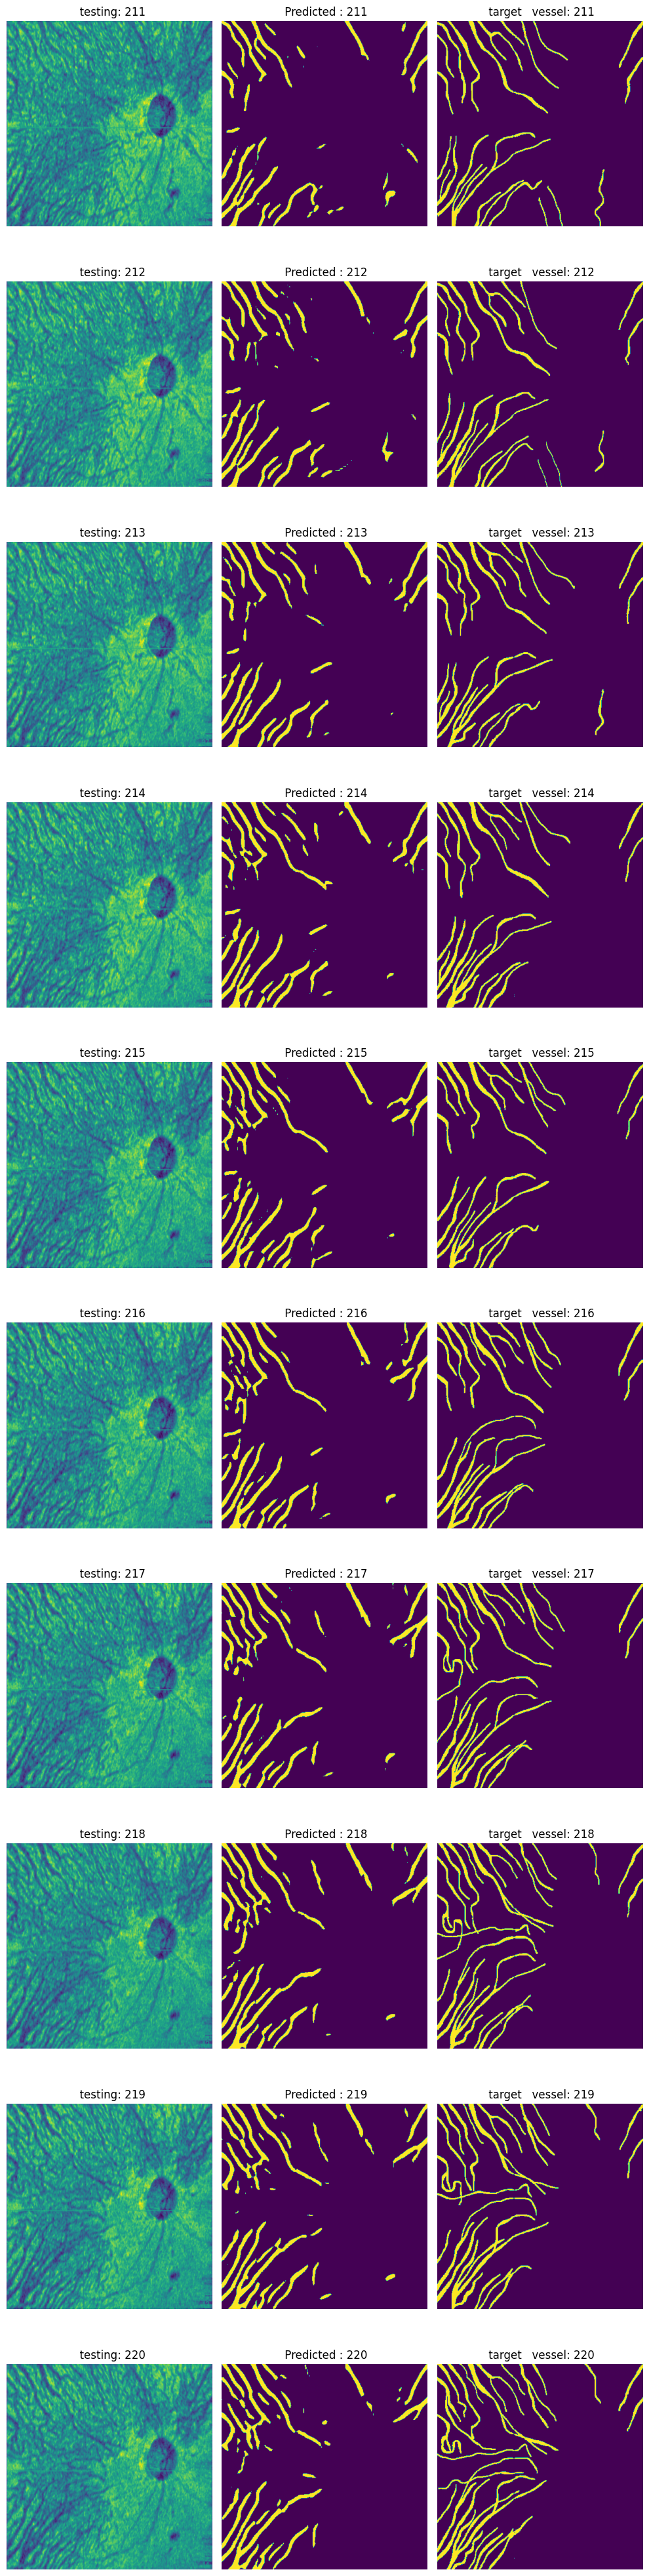 testing: 211 Predicted : 211 target   vessel: 211
testing: 212 Predicted : 212 target   vessel: 212
testing: 213 Predicted : 213 target   vessel: 213
testing: 214 Predicted : 214 target   vessel: 214
testing: 215 Predicted : 215 target   vessel: 215
testing: 216 Predicted : 216 target   vessel: 216
testing: 217 Predicted : 217 target   vessel: 217
testing: 218 Predicted : 218 target   vessel: 218
testing: 219 Predicted : 219 target   vessel: 219
testing: 220 Predicted : 220 target   vessel: 220